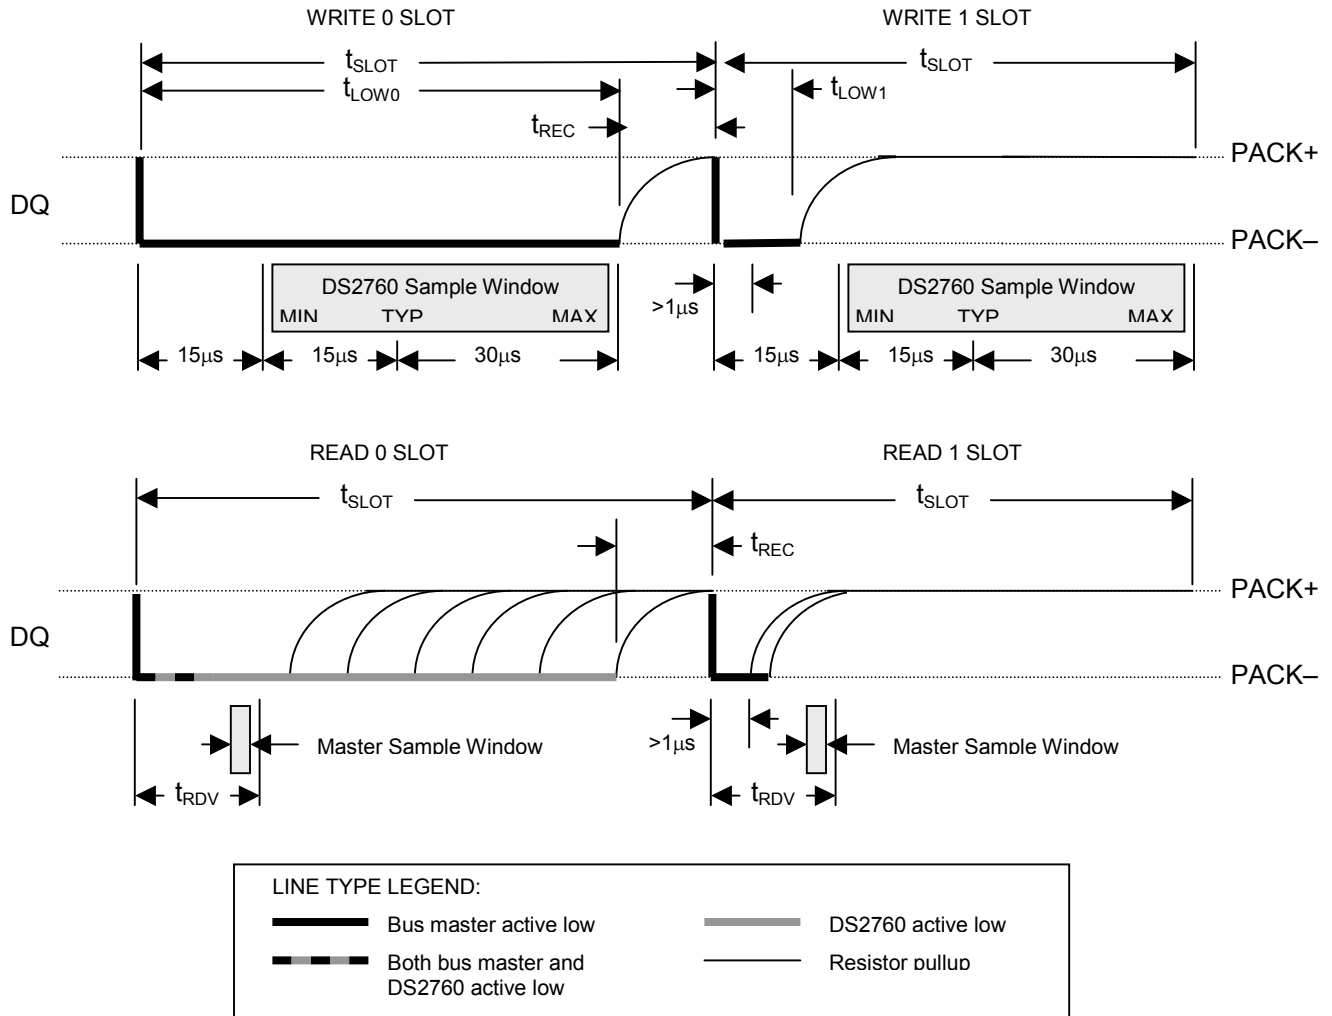 WRITE 0 SLOT
WRITE 1 SLOT
tSLOT
tSLOT
tLOW0
tLOW1
tREC
PACK+
DQ
PACK–
DS2760 Sample Window
MIN TYP MAX
>1µs
DS2760 Sample Window
MIN TYP MAX
15µs 15µs 30µs
15µs 15µs 30µs
READ 0 SLOT
READ 1 SLOT
tSLOT
tSLOT
tREC
PACK+
DQ
PACK–
Master Sample Window
>1µs
Master Sample Window
tRDV
tRDV
LINE TYPE LEGEND:
Bus master active low
DS2760 active low
Both bus master and
DS2760 active low
Resistor pullup